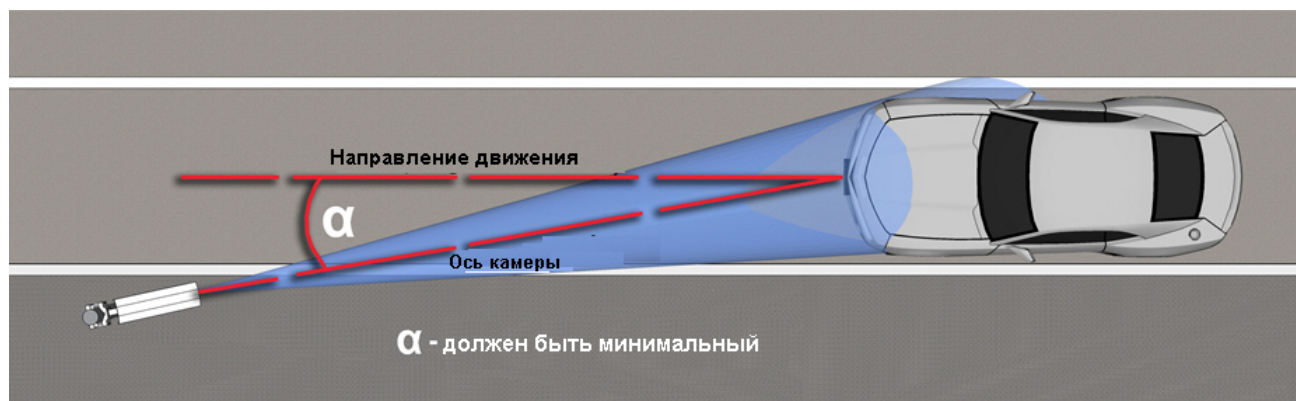 Направление движения
α
Ось камеры
α - должен быть минимальный